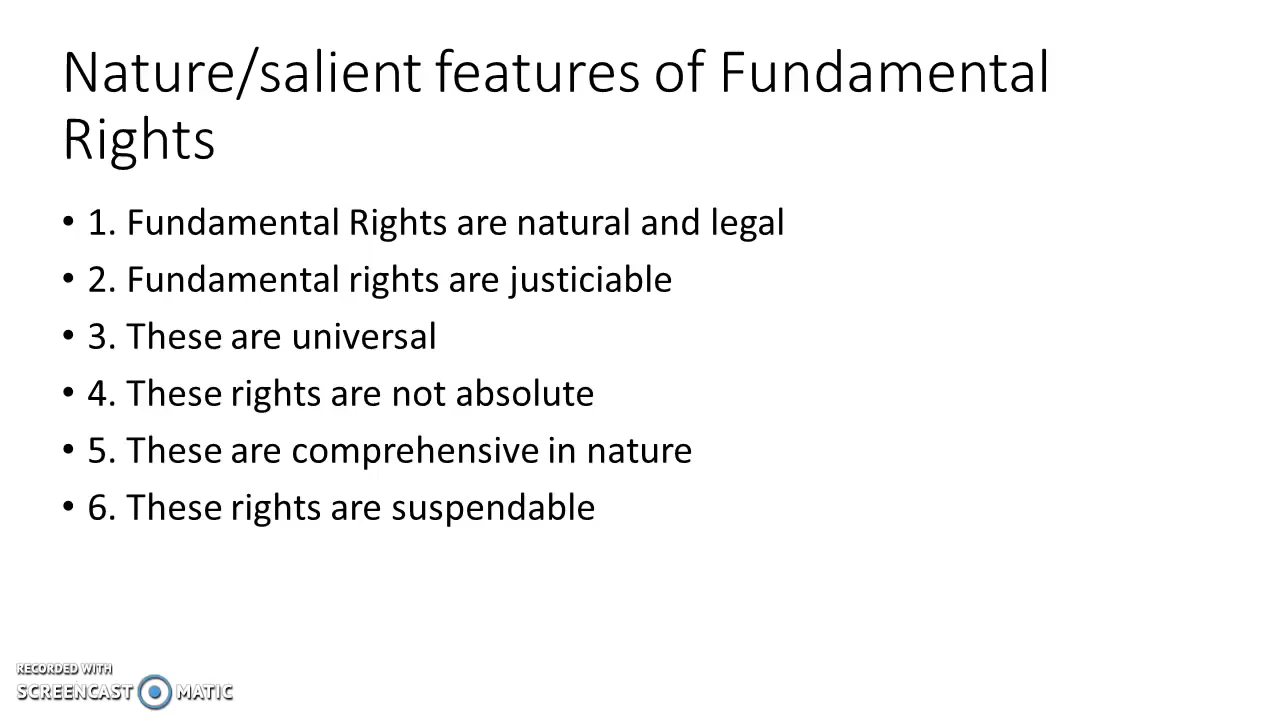 Nature/salient features of Fundamental
Rights
• 1. Fundamental Rights are natural and legal
• 2. Fundamental rights are justiciable
• 3. These are universal
• 4. These rights are not absolute
• 5. These are comprehensive in nature
• 6. These rights are suspendable
RECORDED WITH
SCREENCAST MATIC